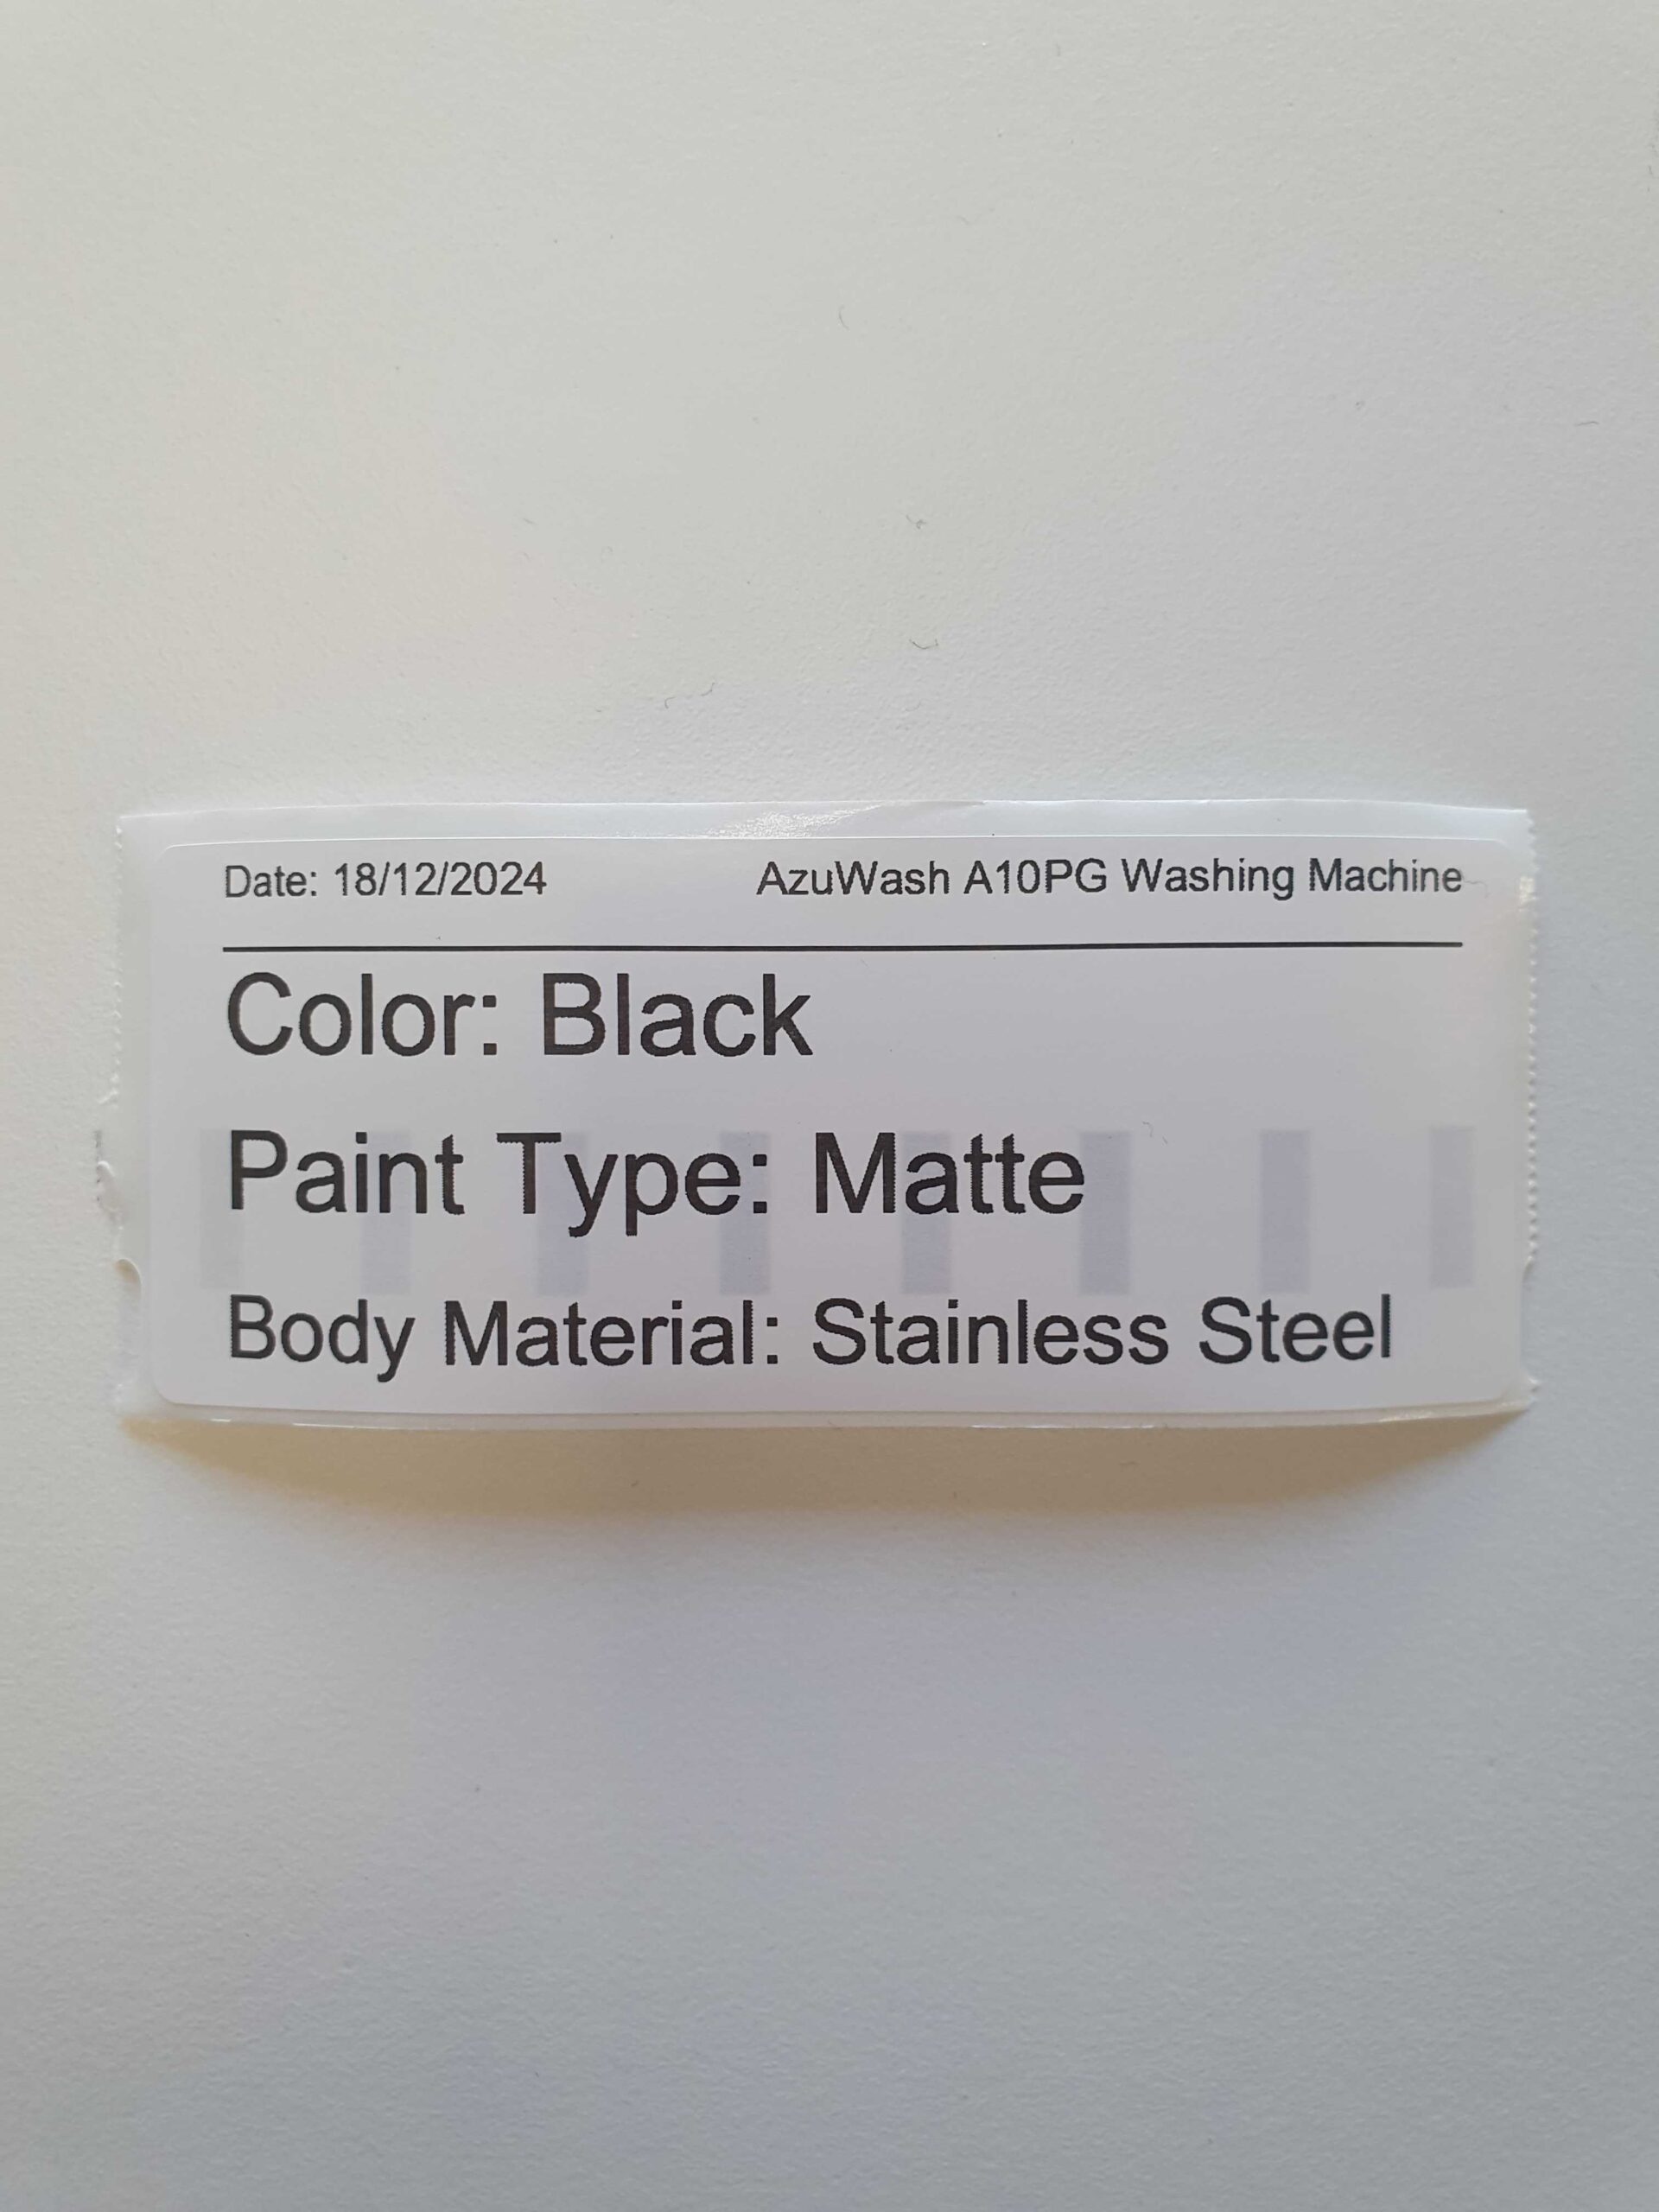 Date: 18/12/2024 AzuWash A10PG Washing Machine
Color: Black
Paint Type: Matte
Body Material: Stainless Steel